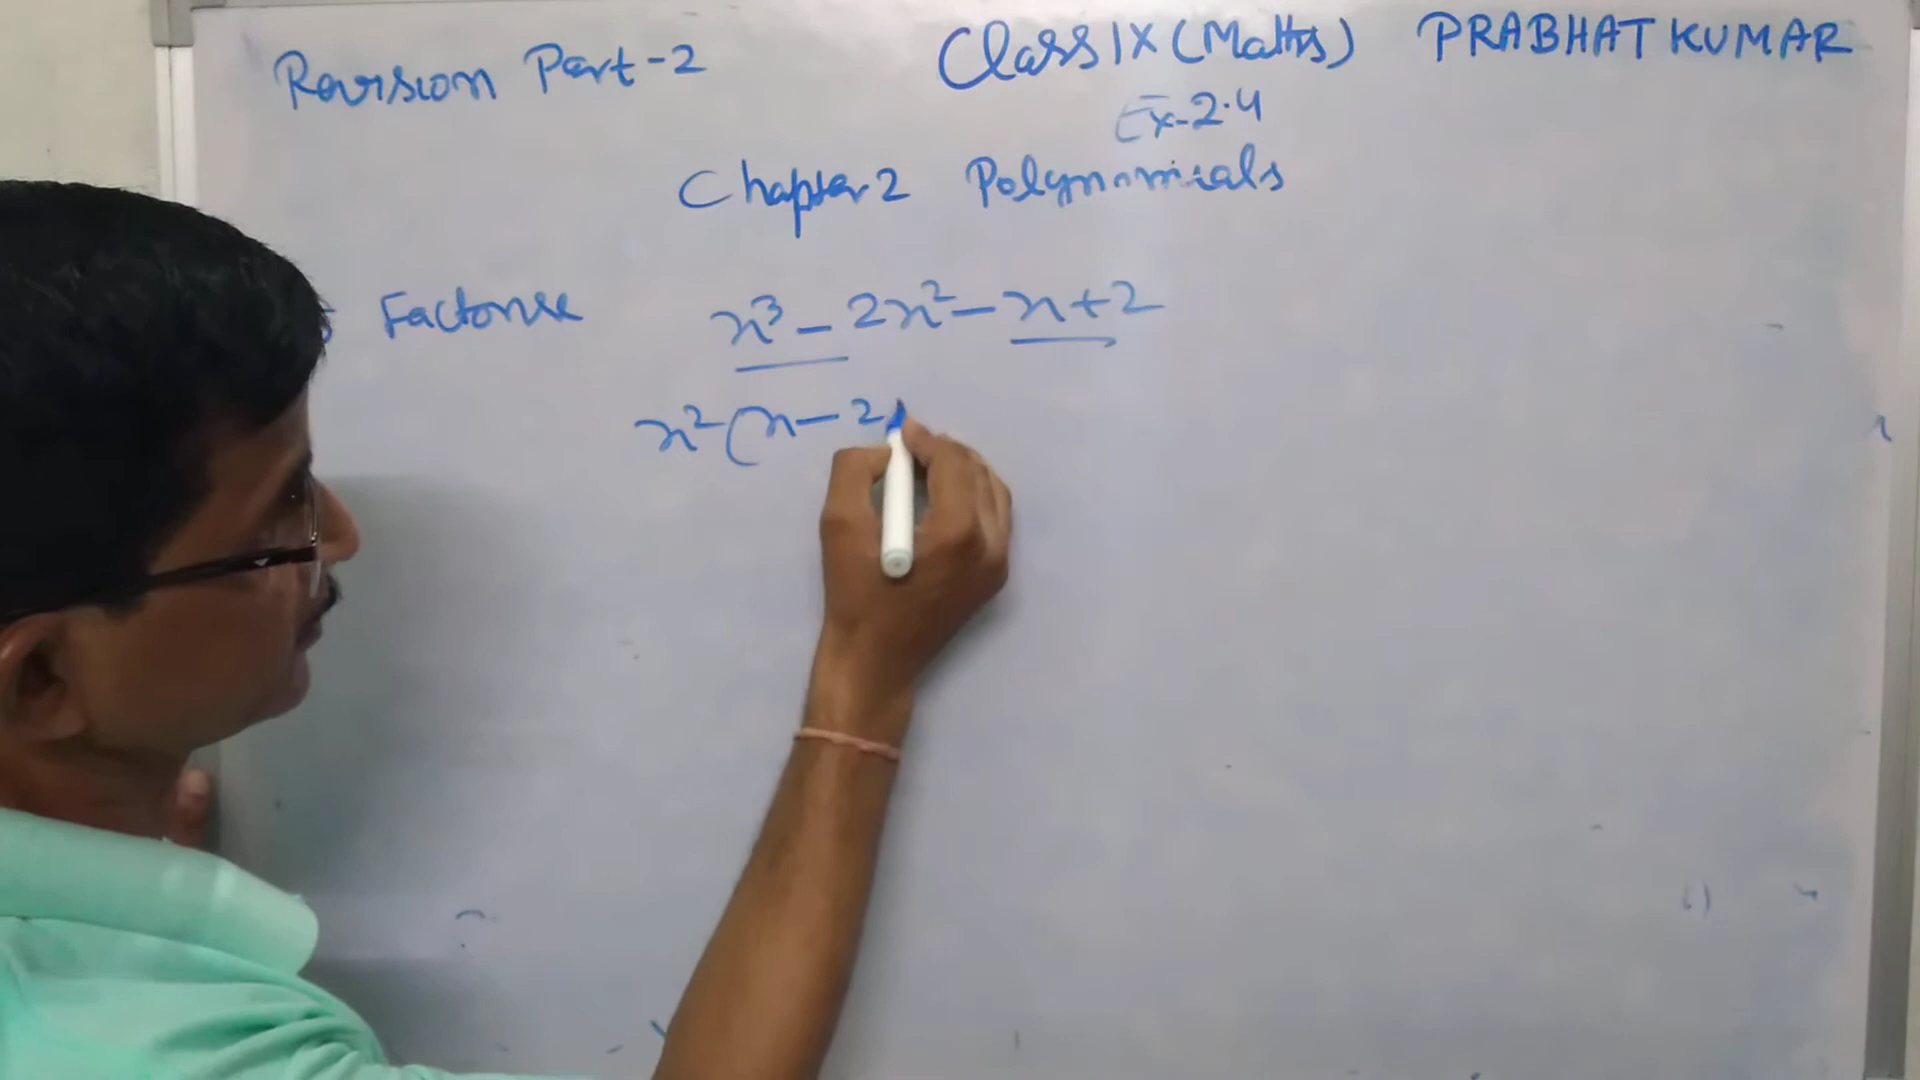 Revision Part-2 Class IX (Maths) PRABHAT KUMAR
Ex-2.4
Chapter 2 Polynomials
Factorise x³ - 2x² - x + 2
x² (x - 2